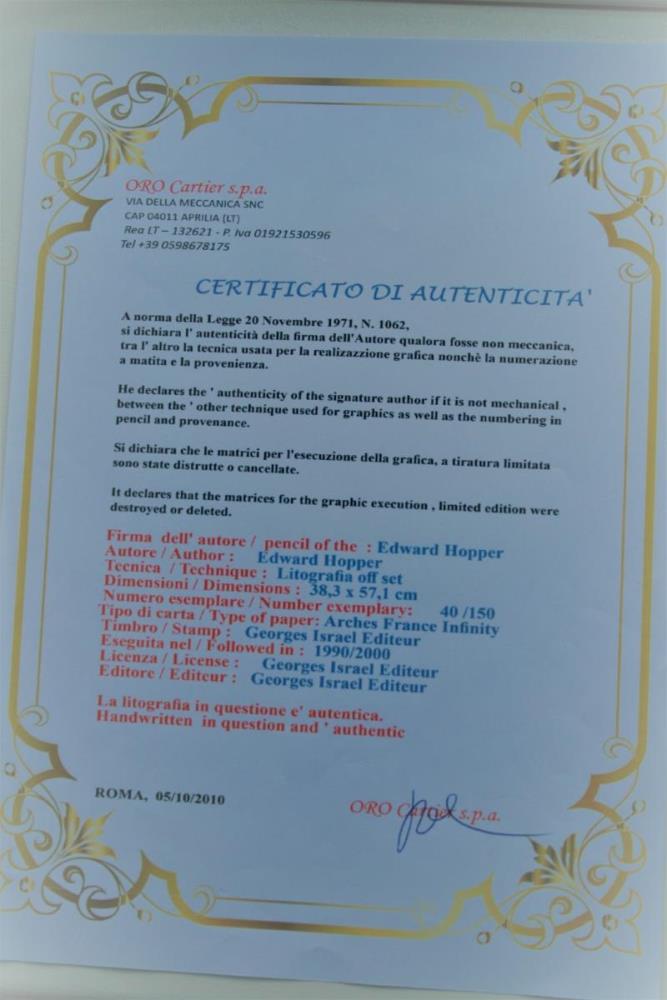 ORO Cartier s.p.a.
VIA DELLA MECCANICA SNC
CAP 04011 APRILIA (LT)
Rea LT – 132621 - P. Iva 01921530596
Tel +39 0598678175
CERTIFICATO DI AUTENTICITA'
A norma della Legge 20 Novembre 1971, N. 1062,
si dichiara l' autenticità della firma dell'Autore qualora fosse non meccanica,
tra l' altro la tecnica usata per la realizazzione grafica nonchè la numerazione
a matita e la provenienza.
He declares the ' authenticity of the signature author if it is not mechanical ,
between the ' other technique used for graphics as well as the numbering in
pencil and provenance.
Si dichiara che le matrici per l'esecuzione della grafica, a tiratura limitata
sono state distrutte o cancellate.
It declares that the matrices for the graphic execution , limited edition were
destroyed or deleted.
Firma dell' autore / pencil of the : Edward Hopper
Autore / Author : Edward Hopper
Tecnica / Technique : Litografia off set
Dimensioni / Dimensions : 38,3 x 57,1 cm
Numero esemplare / Number exemplary: 40 /150
Tipo di carta / Type of paper: Arches France Infinity
Timbro / Stamp : Georges Israel Editeur
Eseguita nel / Followed in : 1990/2000
Licenza / License : Georges Israel Editeur
Editore / Editeur : Georges Israel Editeur
La litografia in questione e' autentica.
Handwritten in question and ' authentic
ROMA, 05/10/2010
ORO Cartier s.p.a.